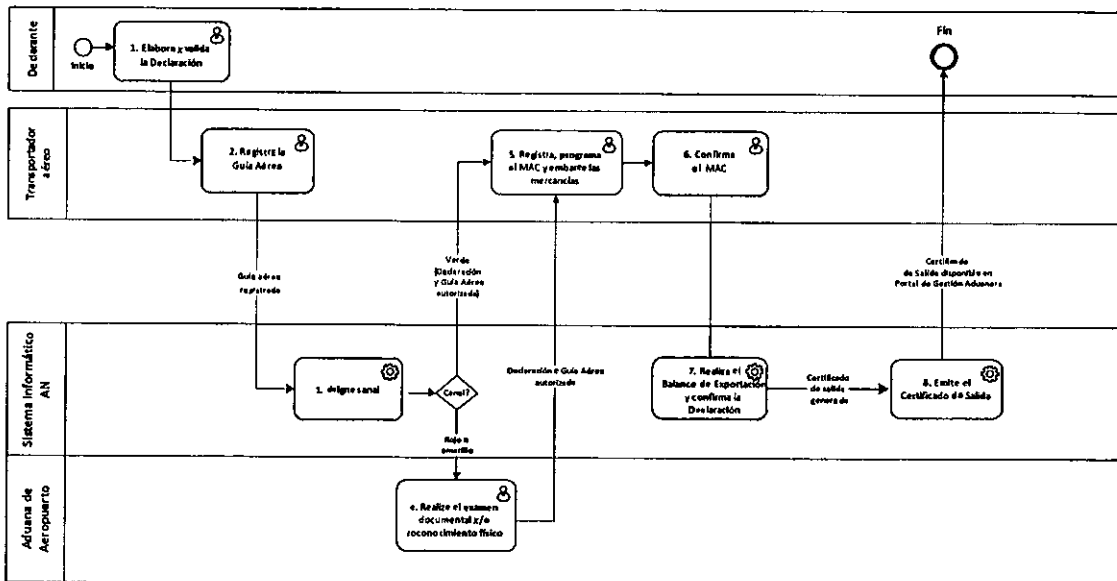 Declarante
Inicio
1. Elabora y valida
la Declaración
Fin
Transportador
aéreo
2. Registra la
Guía Aérea
5. Registra, programa
el MAC y embarca las
mercancías
6. Confirma
el MAC
Guía aérea
registrada
Verde
(Declaración
y Guía Aérea
autorizada)
Declaración o Guía Aérea
autorizada
Certificado
de Salida disponible en
Portal de Gestión Aduanera
Sistema Informático
AN
Canal?
Rojo o
amarillo
7. Realiza el
Balance de Exportación
y confirma la
Declaración
Certificado
de salida
generado
8. Emite el
Certificado de Salida
Aduana de
Aeropuerto
Realiza el examen
documental y/o
reconocimiento físico